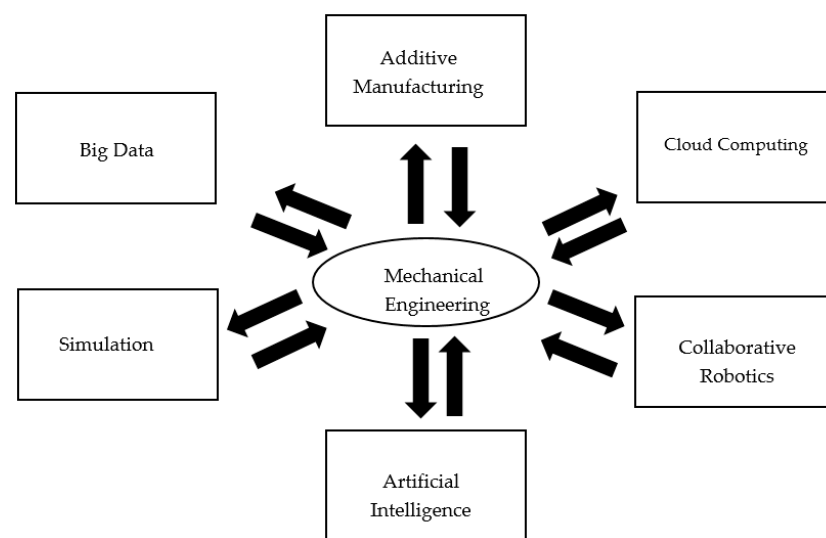 Additive
Manufacturing
Big Data
Cloud Computing
Mechanical
Engineering
Simulation
Collaborative
Robotics
Artificial
Intelligence